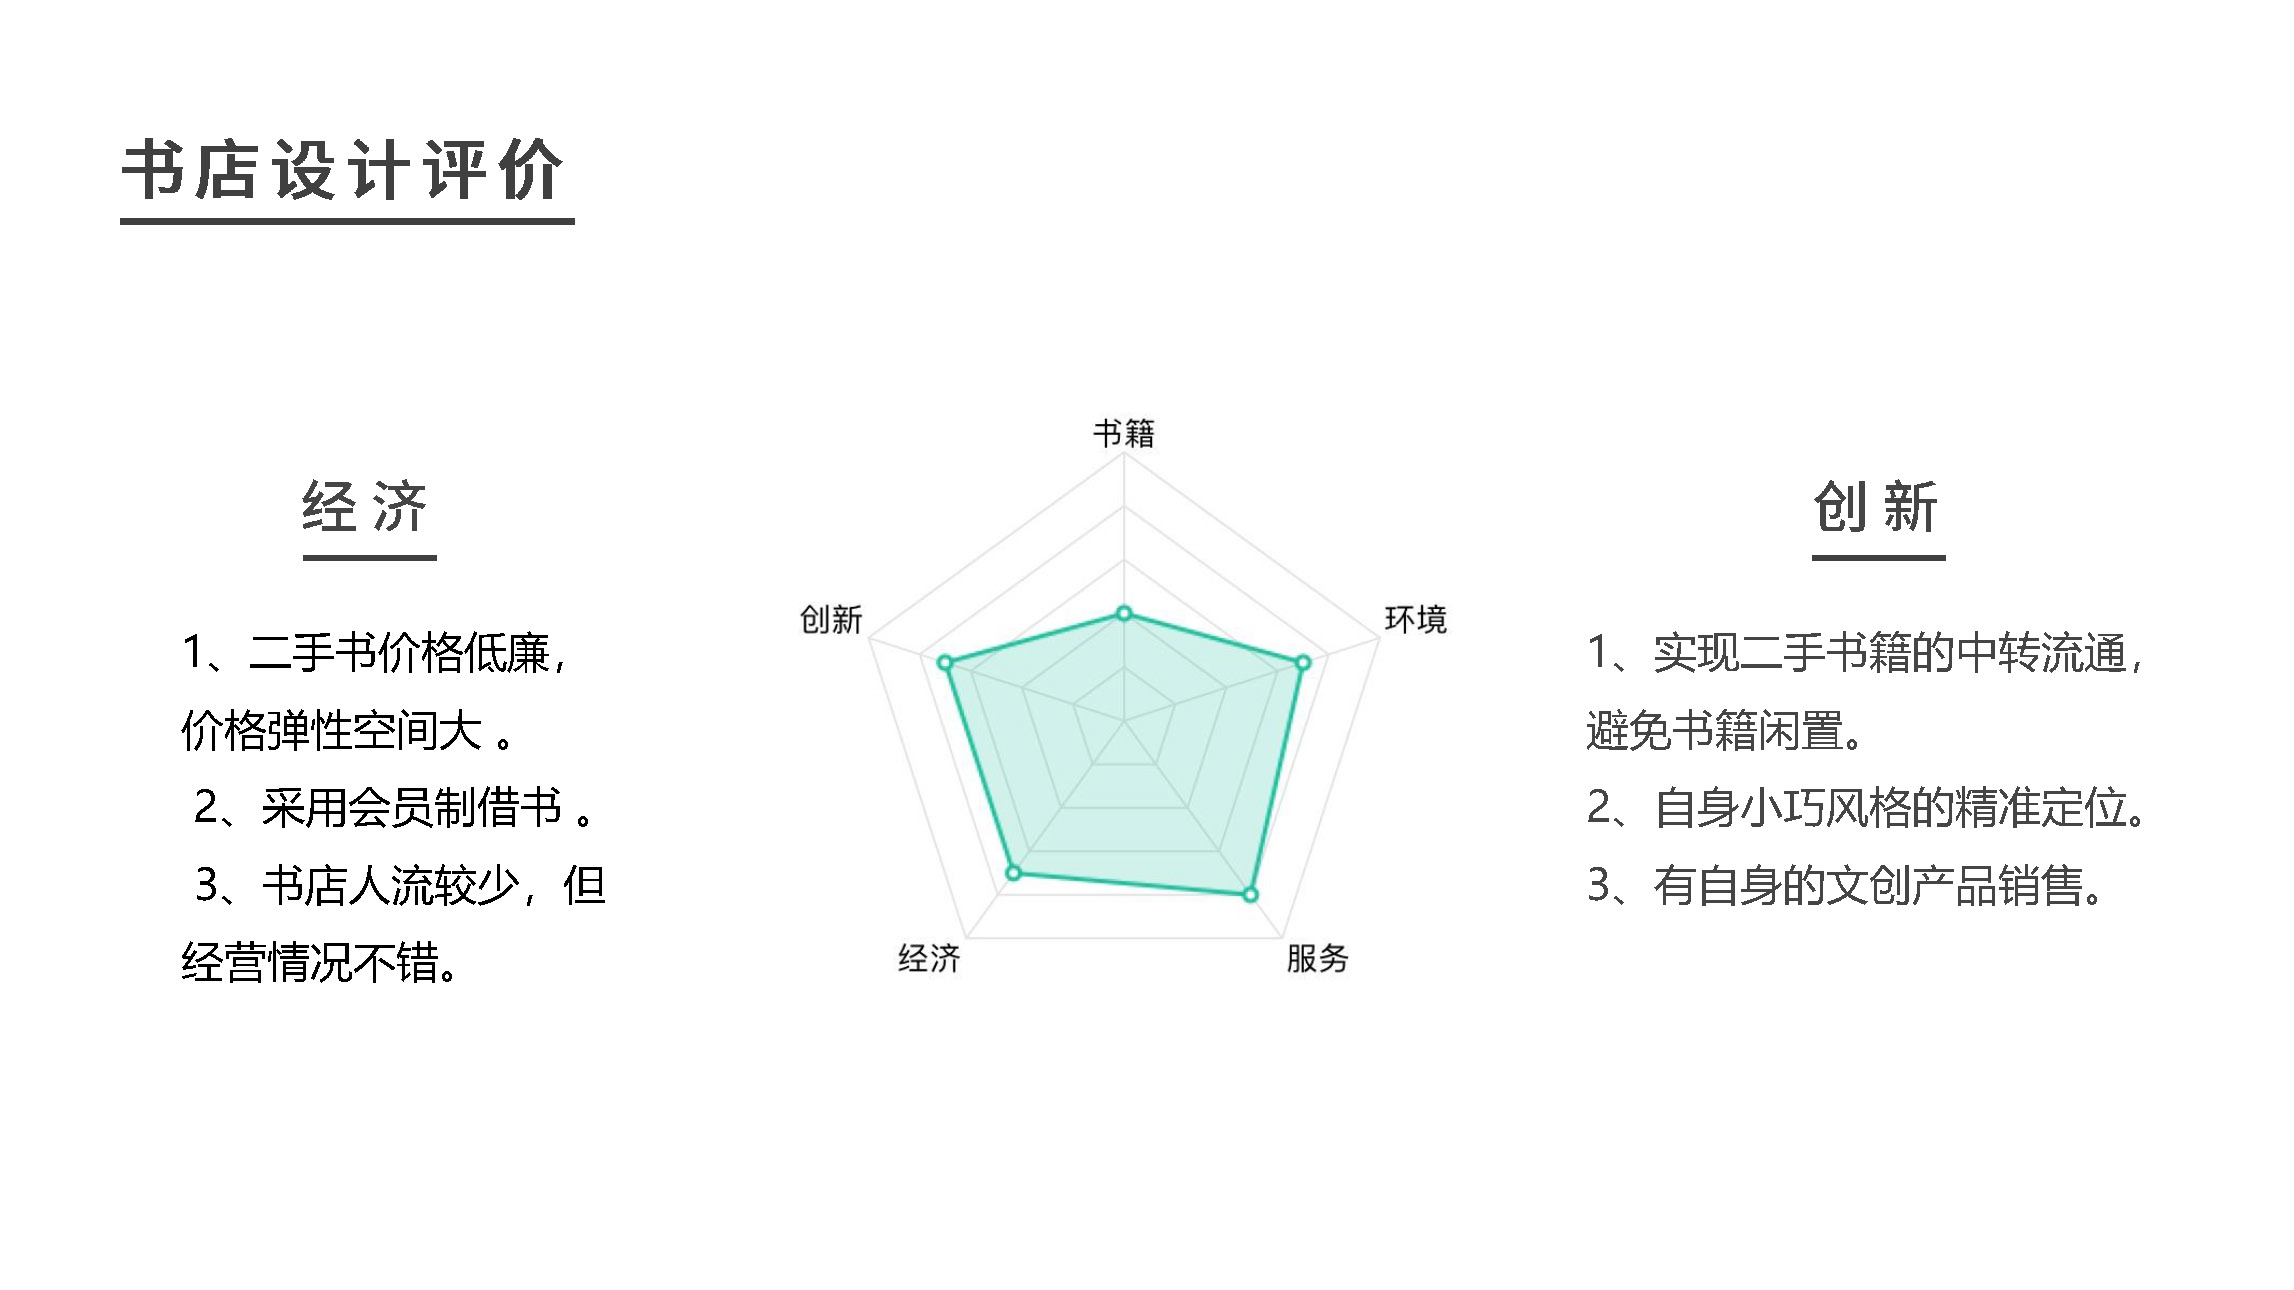 书店设计评价
经济
1、二手书价格低廉，
价格弹性空间大 。
2、采用会员制借书 。
3、书店人流较少，但
经营情况不错。
书籍
创新
环境
经济
服务
创新
1、实现二手书籍的中转流通，
避免书籍闲置。
2、自身小巧风格的精准定位。
3、有自身的文创产品销售。